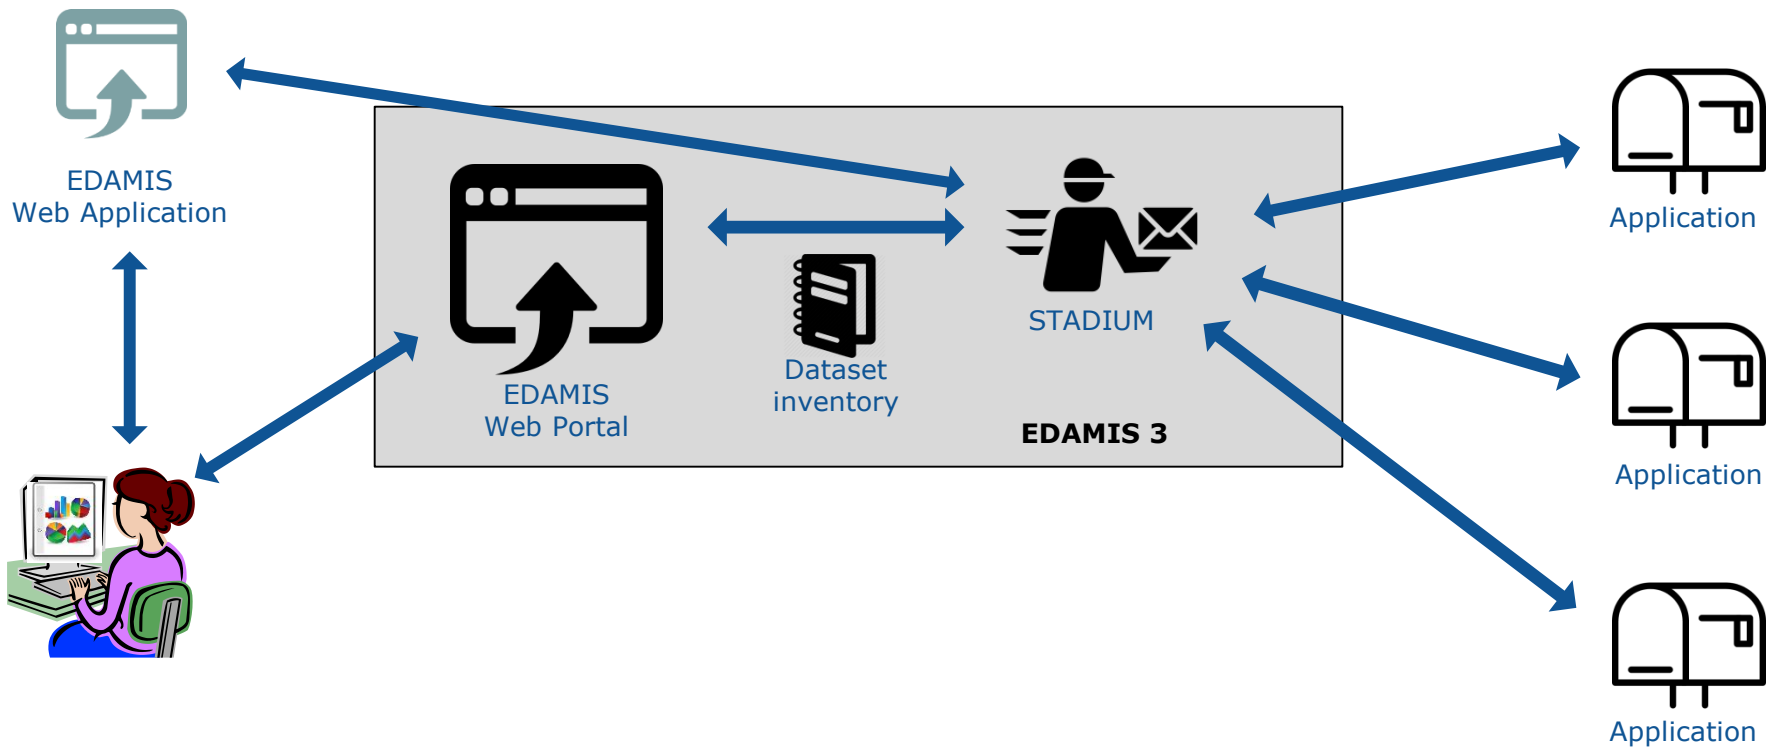 EDAMIS
Web Application
EDAMIS
Web Portal
Dataset
inventory
STADIUM
EDAMIS 3
Application
Application
Application